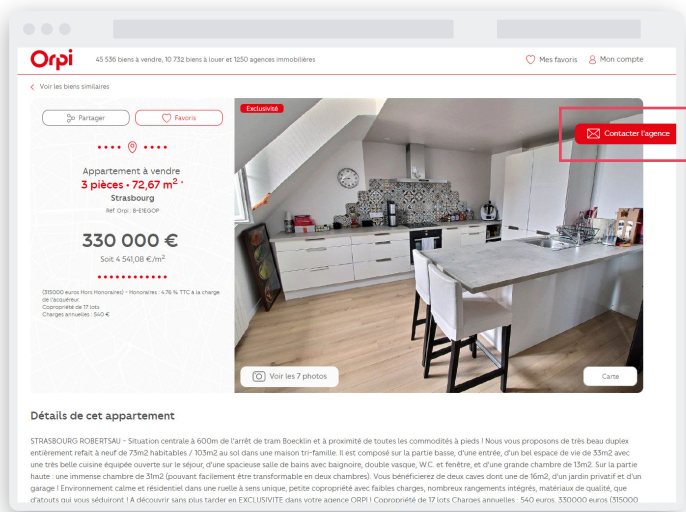 Orpi
45 536 biens à vendre, 10 732 biens à louer et 1250 agences immobilières
Mes favoris
Mon compte
Voir les biens similaires
Partager
Favoris
Exclusivité
Contacter l'agence
Appartement à vendre
3 pièces • 72,67 m² *
Strasbourg
Réf. Orpi : B-E1EGOP
330 000 €
Soit 4 541,08 €/m²
(315000 euros Hors Honoraires) - Honoraires : 4.76 % TTC à la charge
de l'acquéreur.
Copropriété de 17 lots
Charges annuelles : 540 €
Voir les 7 photos
Carte
Détails de cet appartement
STRASBOURG ROBERTSAU - Situation centrale à 600m de l'arrêt de tram Boecklin et à proximité de toutes les commodités à pieds ! Nous vous proposons de très beau duplex
entièrement refait à neuf de 73m2 habitables / 103m2 au sol dans une maison tri-famille. Il est composé sur la partie basse, d'une entrée, d'un bel espace de vie de 33m2 avec
une très belle cuisine équipée ouverte sur le séjour, d'une spacieuse salle de bains avec baignoire, double vasque, W.C. et fenêtre, et d'une grande chambre de 13m2. Sur la partie
haute : une immense chambre de 31m2 (pouvant facilement être transformable en deux chambres). Vous bénéficierez de deux caves dont une de 16m2, d'un jardin privatif et d'un
garage ! Environnement calme et résidentiel dans une ruelle à sens unique, petite copropriété avec faibles charges, nombreux rangements intégrés, matériaux de qualité, que
d'atouts qui vous séduiront ! A découvrir sans plus tarder en EXCLUSIVITE dans votre agence ORPI ! Copropriété de 17 lots Charges annuelles : 540 euros. 330000 euros (315000